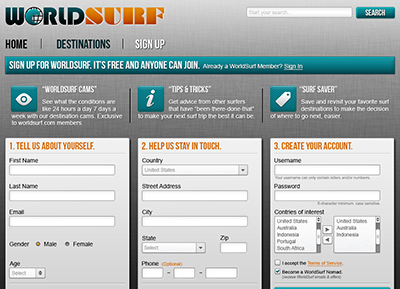 WORLDSURF
Start your search...
SEARCH
HOME | DESTINATIONS | SIGN UP
SIGN UP FOR WORLDSURF. IT'S FREE AND ANYONE CAN JOIN. Already a WorldSurf Member? Sign In
"WORLDSURF CAMS"
See what the conditions are
like 24 hours a day 7 days a
week with our destination cams. Exclusive
to worldsurf.com members.
"TIPS & TRICKS"
Get advice from other surfers
that have "been-there-done-that"
to make your next surf trip the best it can be.
"SURF SAVER"
Save and revisit your favorite surf
destinations to make the decision
of where to go next, easier.
1. TELL US ABOUT YOURSELF.
First Name
Last Name
Email
Gender Male Female
Age
Select
2. HELP US STAY IN TOUCH.
Country
United States
Street Address
City
State Zip
Select
Phone (Optional)
3. CREATE YOUR ACCOUNT.
Username
Your username can only contain letters and/or numbers.
Password
6-character minimum, case sensitive.
Contries of interest
United States
Australia
Indonesia
Portugal
South Africa
United States
Australia
Indonesia
I accept the Terms of Service.
Become a WorldSurf Nomad.
(receive WorldSurf emails & offers)